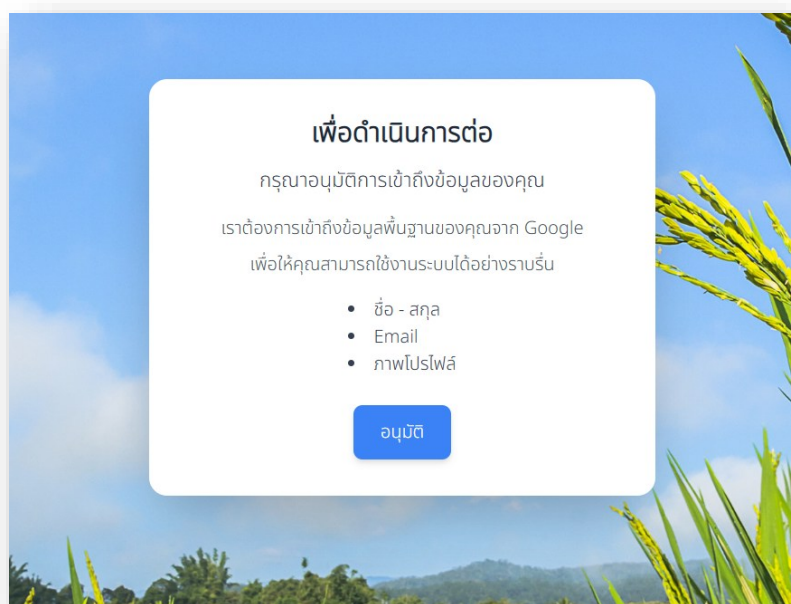 เพื่อดำเนินการต่อ
กรุณาอนุมัติการเข้าถึงข้อมูลของคุณ
เราต้องการเข้าถึงข้อมูลพื้นฐานของคุณจาก Google
เพื่อให้คุณสามารถใช้งานระบบได้อย่างราบรื่น
• ชื่อ - สกุล
• Email
• ภาพโปรไฟล์
อนุมัติ